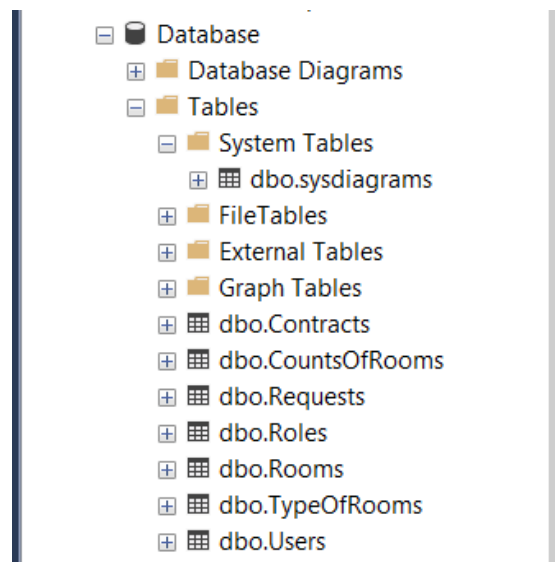 Database
Database Diagrams
Tables
System Tables
dbo.sysdiagrams
FileTables
External Tables
Graph Tables
dbo.Contracts
dbo.CountsOfRooms
dbo.Requests
dbo.Roles
dbo.Rooms
dbo.TypeOfRooms
dbo.Users